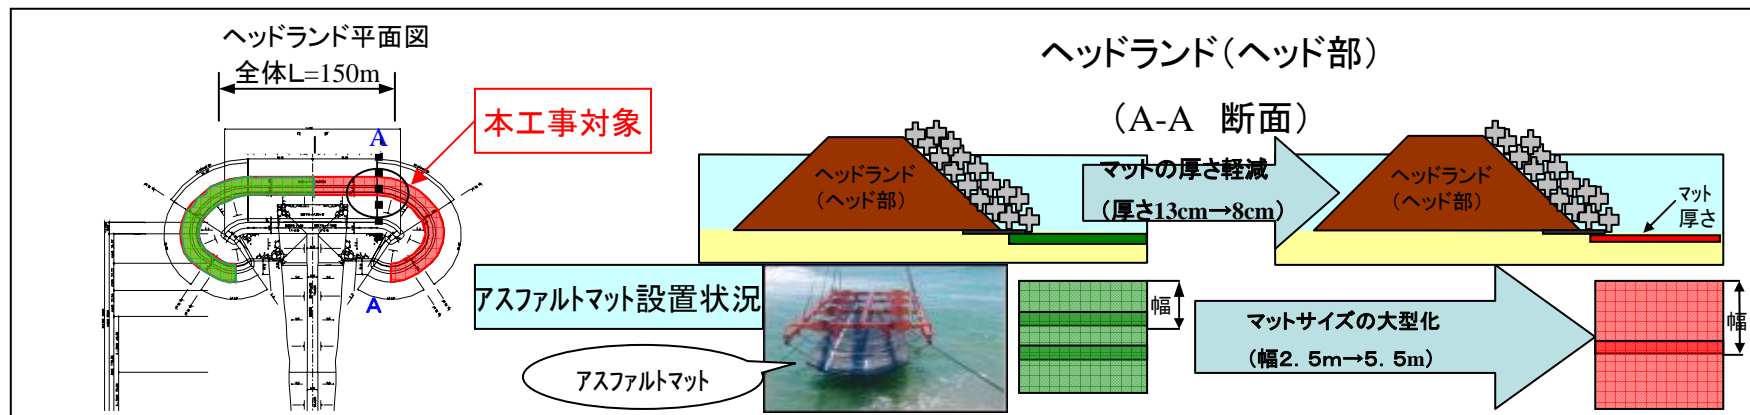 ヘッドランド平面図
全体L=150m
本工事対象
A
A
ヘッドランド(ヘッド部)
(A-A 断面)
ヘッドランド
(ヘッド部)
マットの厚さ軽減
(厚さ13cm→8cm)
ヘッドランド
(ヘッド部)
マット
厚さ
アスファルトマット設置状況
アスファルトマット
幅
マットサイズの大型化
(幅2.5m→5.5m)
幅